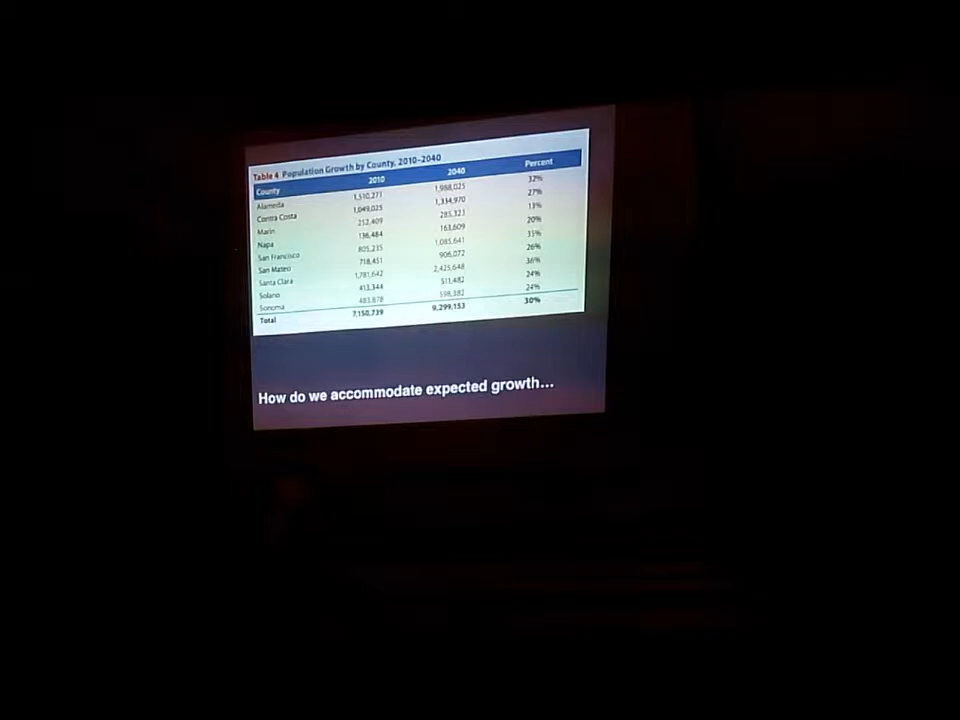 Table 4 Population Growth by County, 2010–2040
County 2010 2040 Percent
Alameda 1,510,271 1,988,025 32%
Contra Costa 1,049,025 1,334,970 27%
Marin 252,409 285,323 13%
Napa 136,484 163,609 20%
San Francisco 805,235 1,085,641 35%
San Mateo 718,451 906,072 26%
Santa Clara 1,781,642 2,425,648 36%
Solano 413,344 511,482 24%
Sonoma 483,878 598,382 24%
Total 7,150,739 9,299,153 30%
How do we accommodate expected growth…